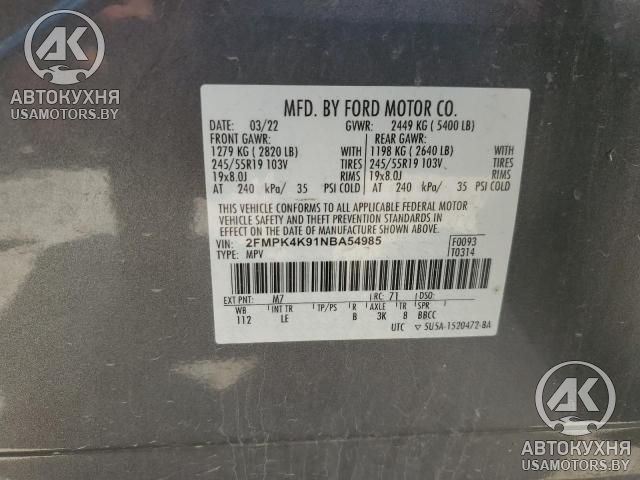 AK
АВТОКУХНЯ
USAMOTORS.BY
MFD. BY FORD MOTOR CO.
DATE: 03/22 GVWR: 2449 KG ( 5400 LB)
FRONT GAWR: REAR GAWR:
1279 KG ( 2820 LB) WITH 1198 KG ( 2640 LB) WITH
245/55R19 103V TIRES 245/55R19 103V TIRES
19x8.0J RIMS 19x8.0J RIMS
AT 240 kPa/ 35 PSI COLD AT 240 kPa/ 35 PSI COLD
THIS VEHICLE CONFORMS TO ALL APPLICABLE FEDERAL MOTOR
VEHICLE SAFETY AND THEFT PREVENTION STANDARDS IN
EFFECT ON THE DATE OF MANUFACTURE SHOWN ABOVE.
VIN: 2FMPK4K91NBA54985 F0093
TYPE: MPV T0314
EXT PNT: M7 RC: 71 DSO:
WB INT TR TP/PS R AXLE TR SPR
112 LE B 3K 8 BBCC
UTC ▽ 5U5A-1520472-BA
AK
АВТОКУХНЯ
USAMOTORS.BY